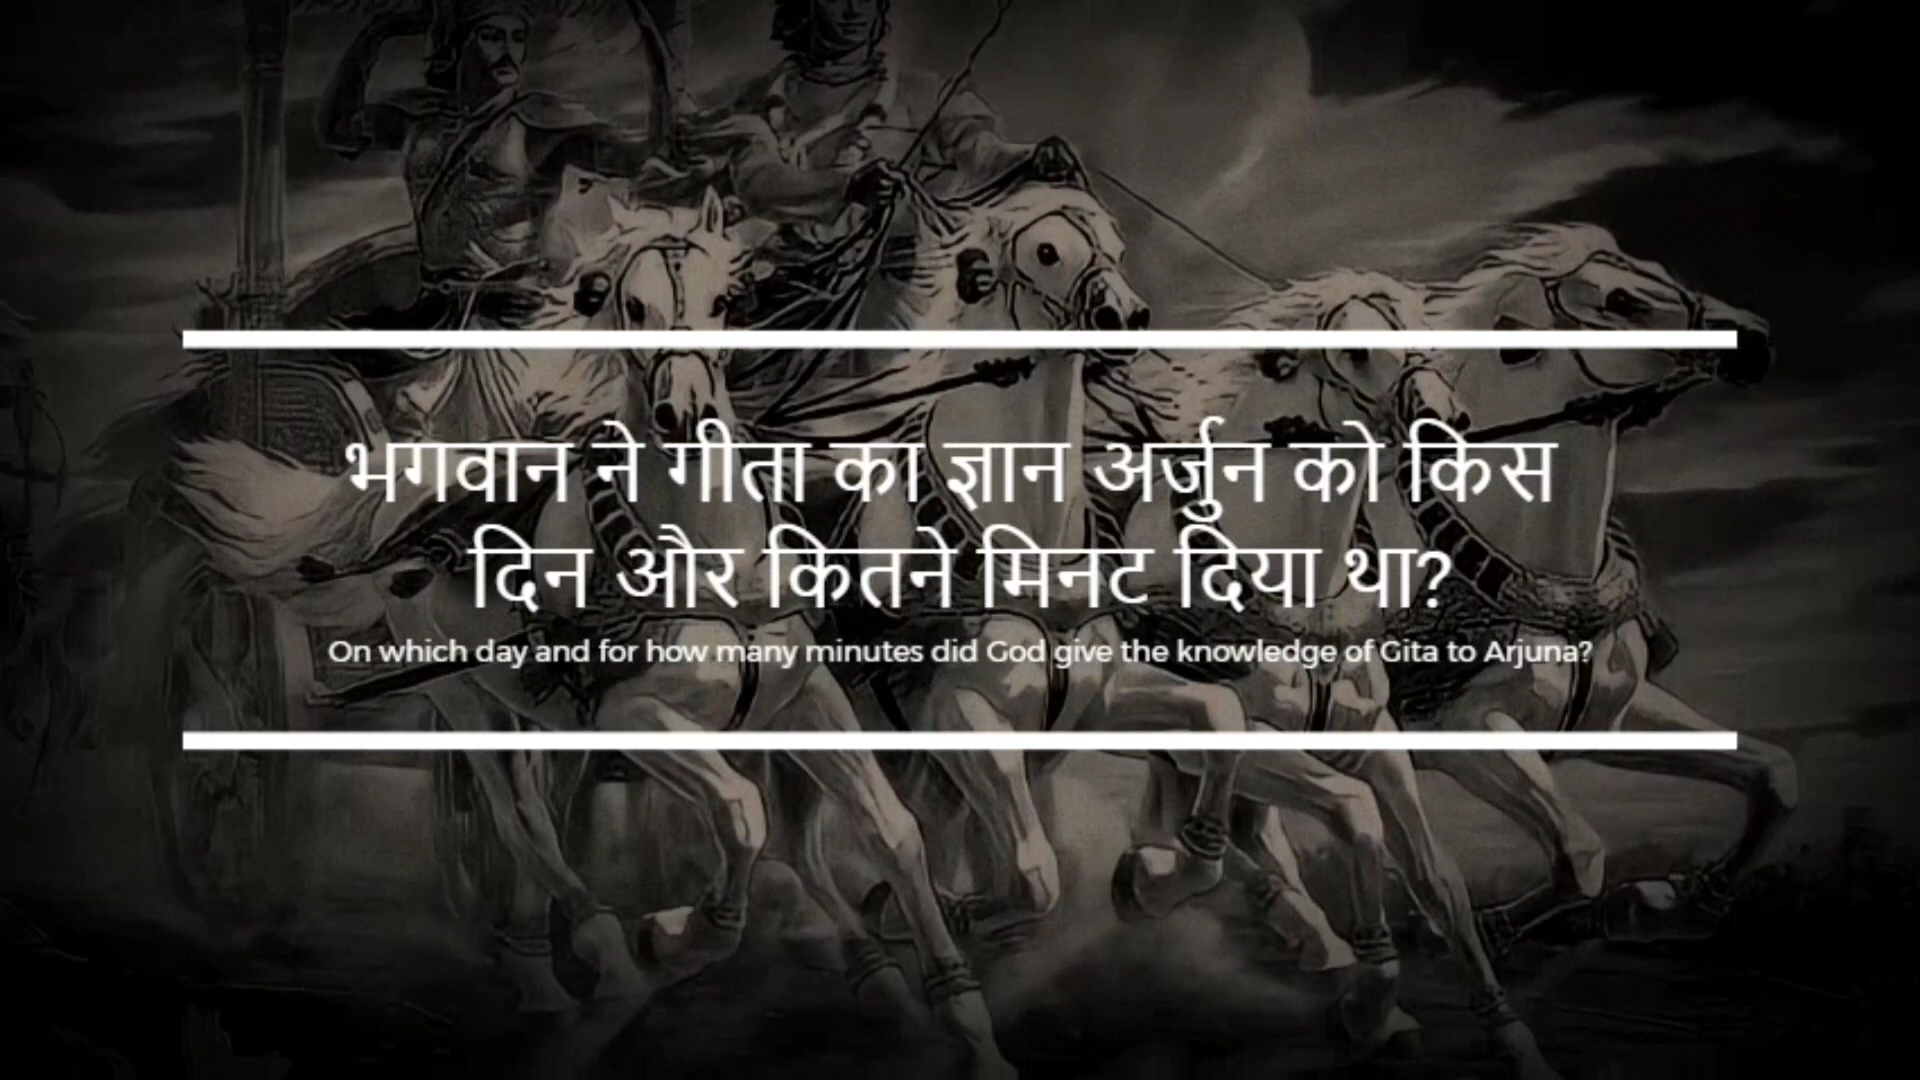 भगवान ने गीता का ज्ञान अर्जुन को किस
दिन और कितने मिनट दिया था?
On which day and for how many minutes did God give the knowledge of Gita to Arjuna?